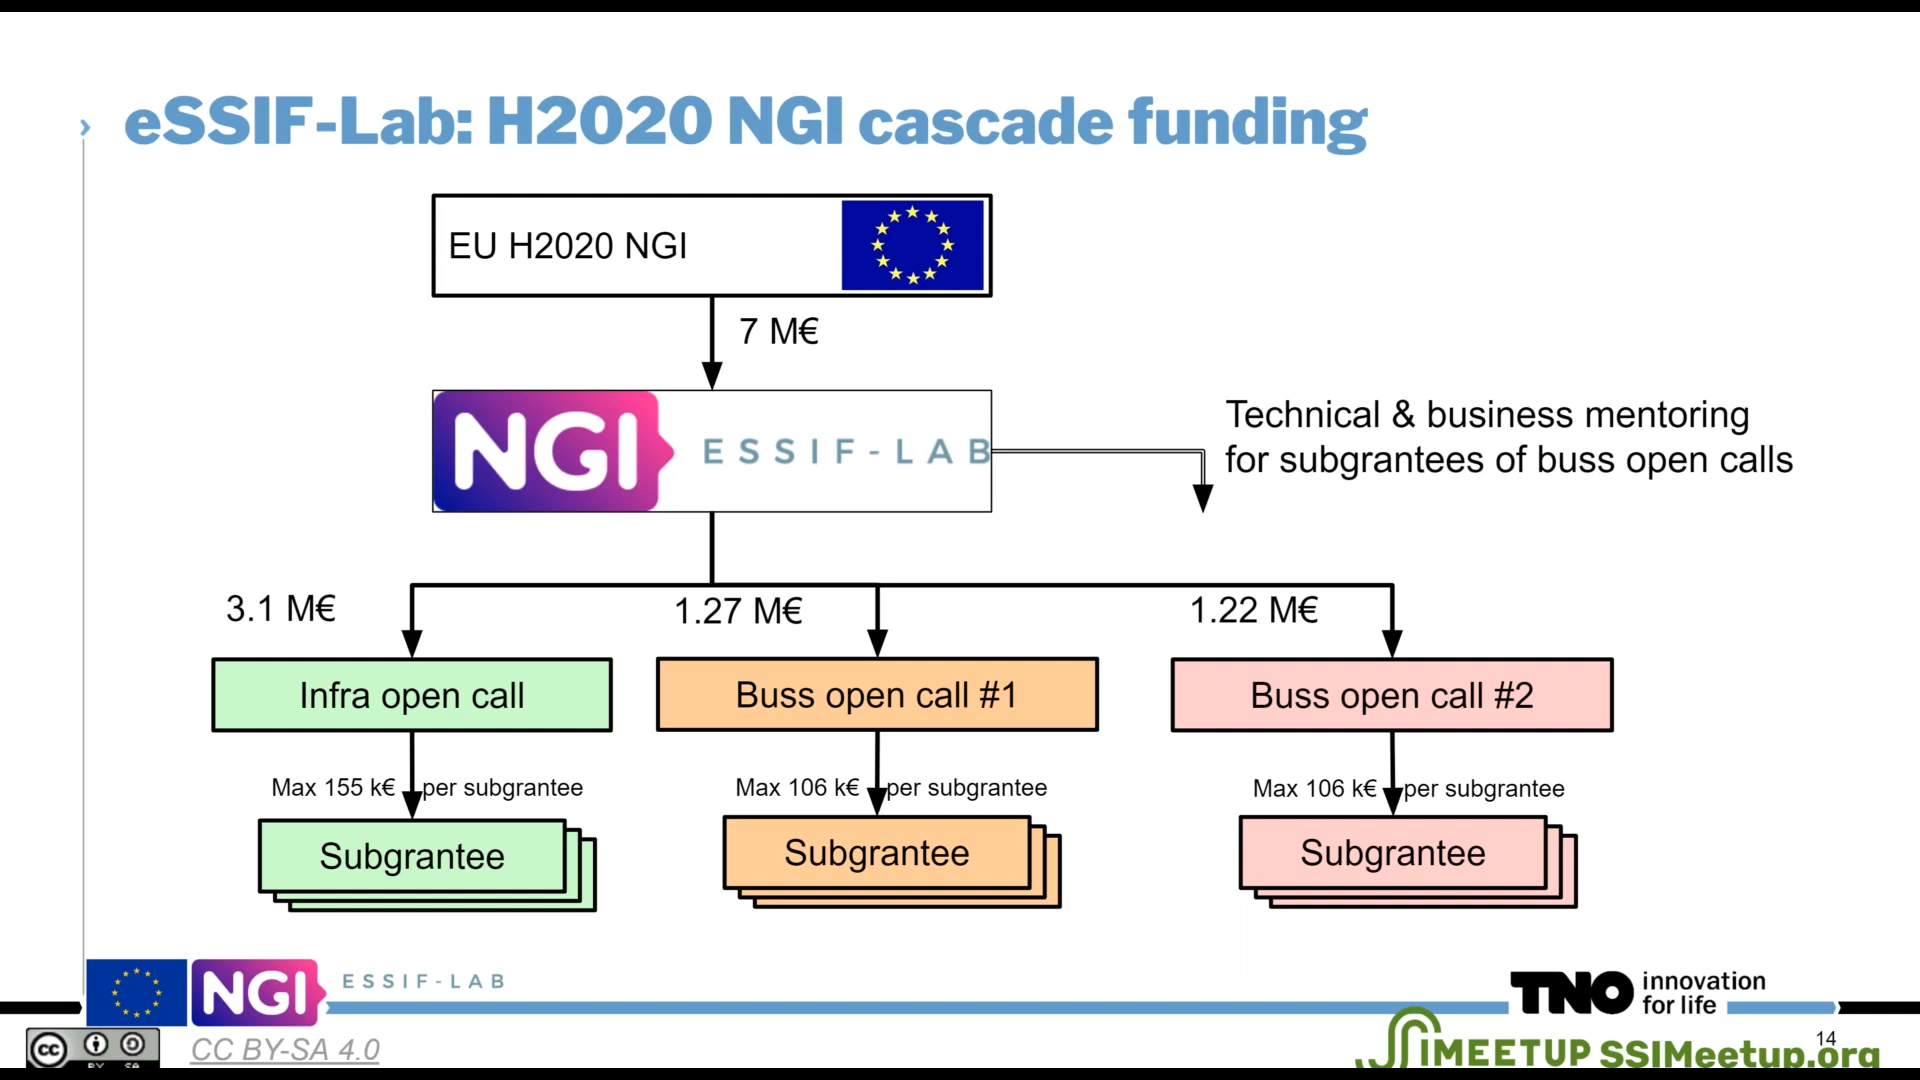 eSSIF-Lab: H2020 NGI cascade funding
EU H2020 NGI
7 M€
NGI ESSIF-LAB
Technical & business mentoring
for subgrantees of buss open calls
3.1 M€
1.27 M€
1.22 M€
Infra open call
Buss open call #1
Buss open call #2
Max 155 k€ per subgrantee
Max 106 k€ per subgrantee
Max 106 k€ per subgrantee
Subgrantee
Subgrantee
Subgrantee
NGI ESSIF-LAB
TNO innovation
for life
14
cc BY SA
CC BY-SA 4.0
SSIMEETUP SSIMeetup.org